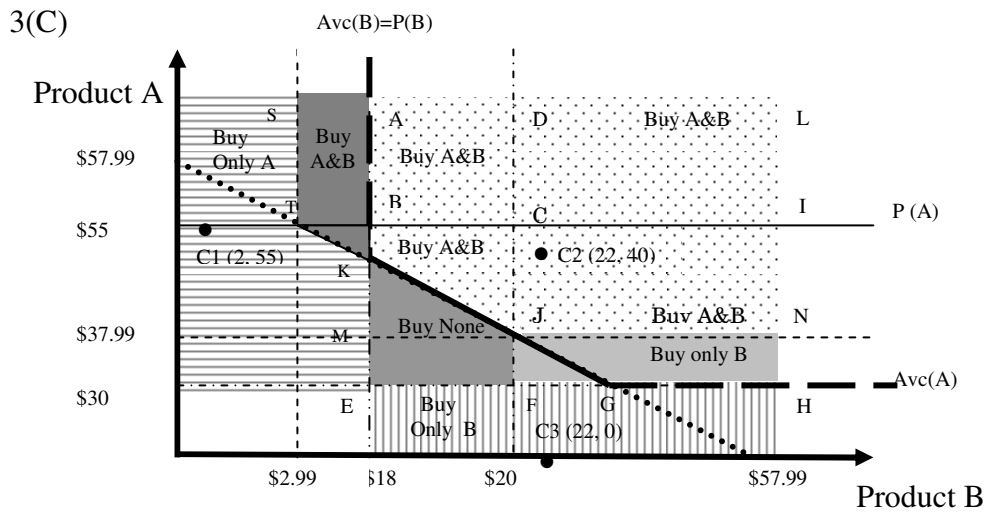 3(C)
Avc(B)=P(B)
Product A
S
A
D
L
Buy
Only A
Buy
A&B
Buy A&B
Buy A&B
$57.99
T
B
C
I
P (A)
$55
C1 (2, 55)
Buy A&B
C2 (22, 40)
K
$37.99
M
Buy None
J
Buy A&B
N
Buy only B
Avc(A)
$30
E
Buy
Only B
F
G
H
C3 (22, 0)
$2.99
$18
$20
$57.99
Product B